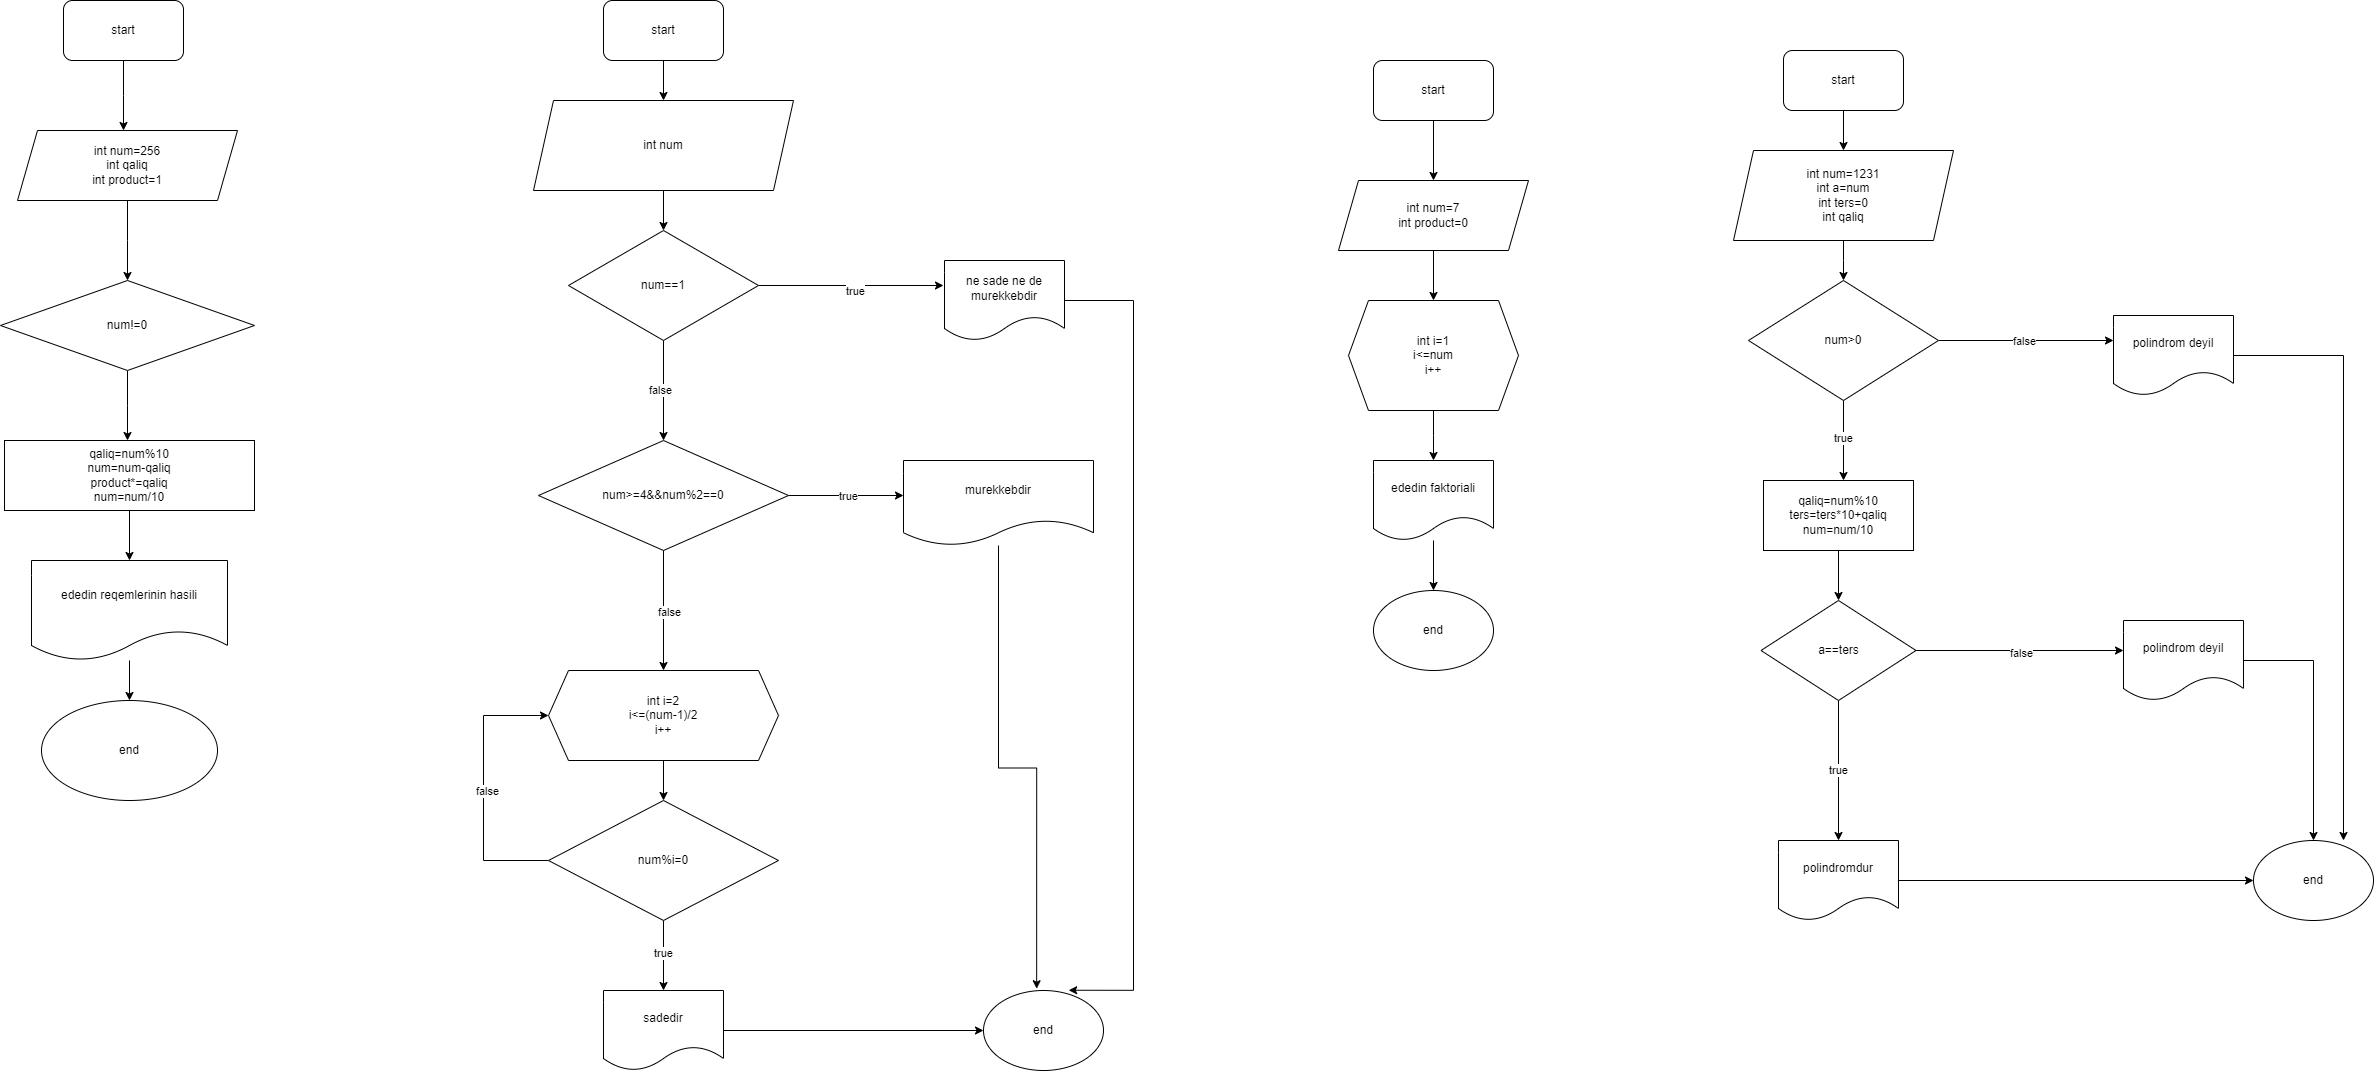 start
int num=256
int qaliq
int product=1
num!=0
qaliq=num%10
num=num-qaliq
product*=qaliq
num=num/10
ededin reqemlerinin hasili
end
start
int num
num==1
true
ne sade ne de
murekkebdir
false
num>=4&&num%2==0
true
murekkebdir
false
int i=2
i<=(num-1)/2
i++
false
num%i=0
true
sadedir
end
start
int num=7
int product=0
int i=1
i<=num
i++
ededin faktoriali
end
start
int num=1231
int a=num
int ters=0
int qaliq
num>0
false
polindrom deyil
true
qaliq=num%10
ters=ters*10+qaliq
num=num/10
a==ters
false
polindrom deyil
true
polindromdur
end